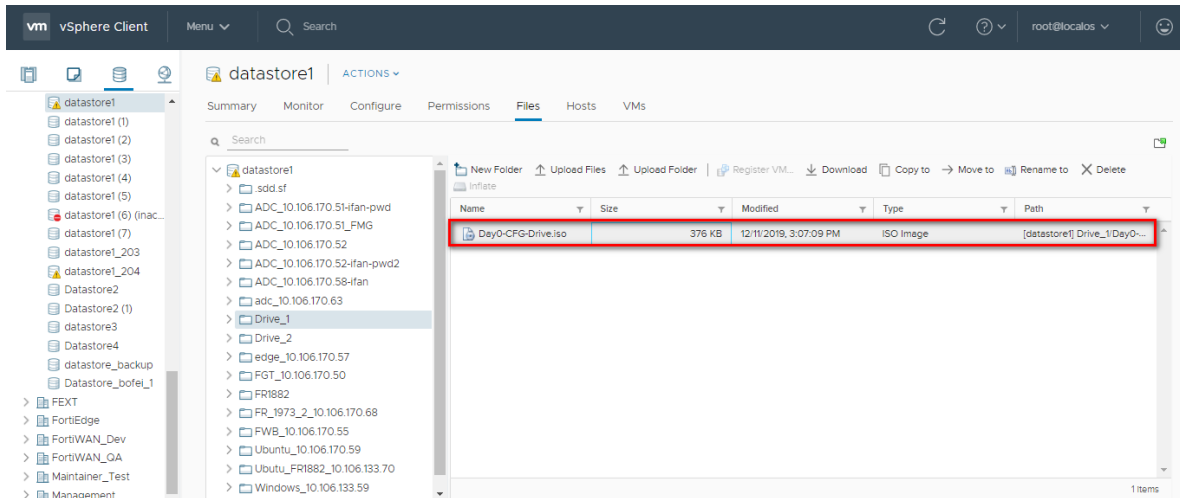 vm vSphere Client Menu Search root@localos
datastore1 ACTIONS
Summary Monitor Configure Permissions Files Hosts VMs
datastore1
datastore1 (1)
datastore1 (2)
datastore1 (3)
datastore1 (4)
datastore1 (5)
datastore1 (6) (inac...
datastore1 (7)
datastore1_203
datastore1_204
Datastore2
Datastore2 (1)
datastore3
Datastore4
datastore_backup
Datastore_bofei_1
FEXT
FortiEdge
FortiWAN_Dev
FortiWAN_QA
Maintainer_Test
Management
Search
datastore1
.sdd.sf
ADC_10.106.170.51-ifan-pwd
ADC_10.106.170.51_FMG
ADC_10.106.170.52
ADC_10.106.170.52-ifan-pwd2
ADC_10.106.170.58-ifan
adc_10.106.170.63
Drive_1
Drive_2
edge_10.106.170.57
FGT_10.106.170.50
FR1882
FR_1973_2_10.106.170.68
FWB_10.106.170.55
Ubuntu_10.106.170.59
Ubutu_FR1882_10.106.133.70
Windows_10.106.133.59
New Folder Upload Files Upload Folder Register VM... Download Copy to Move to Rename to Delete
Inflate
Name Size Modified Type Path
Day0-CFG-Drive.iso 376 KB 12/11/2019, 3:07:09 PM ISO Image [datastore1] Drive_1/Day0-...
1 items